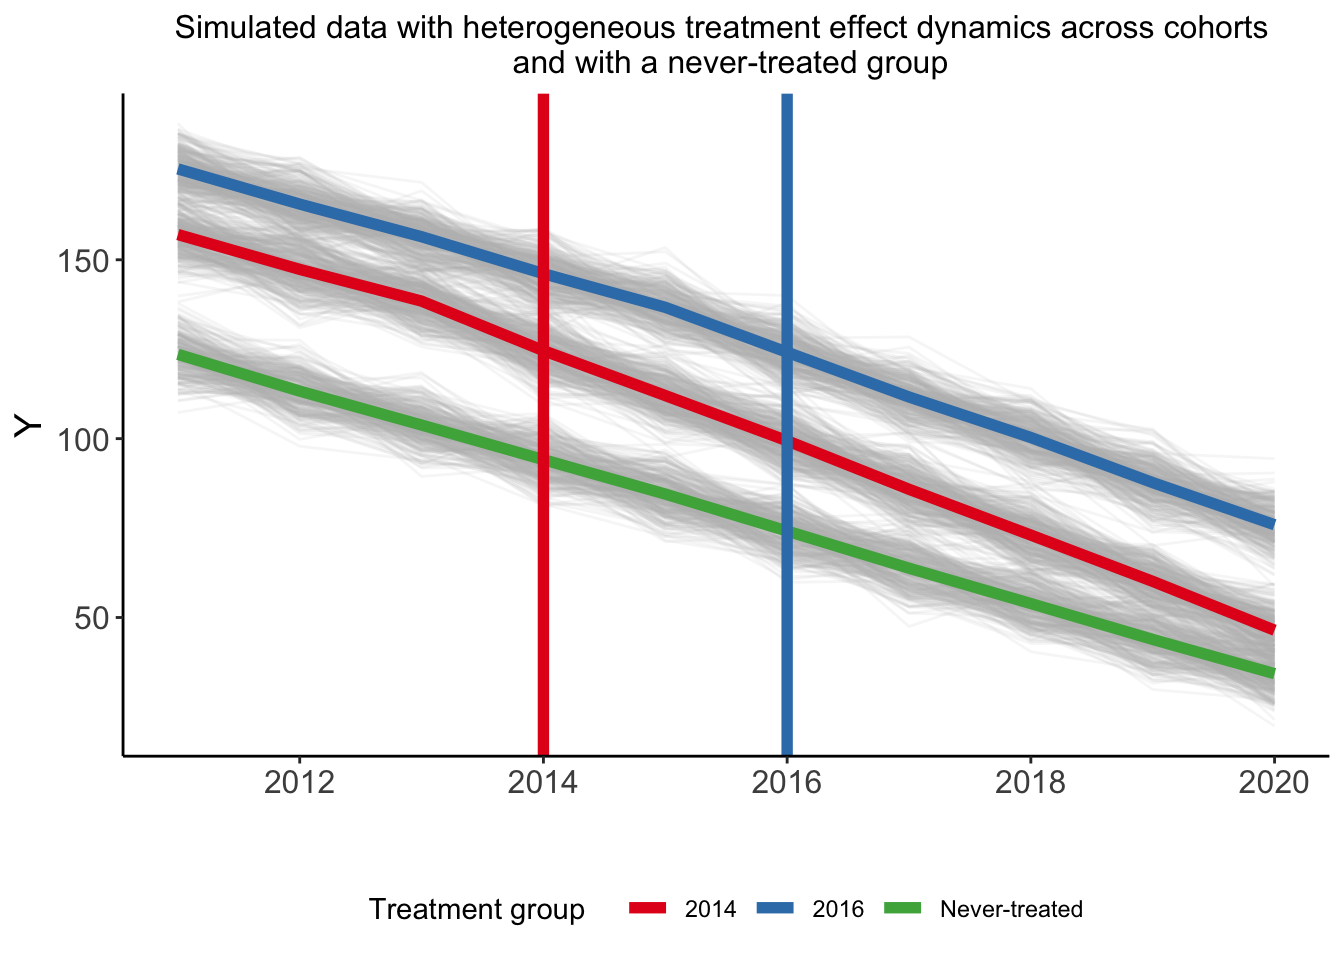 Simulated data with heterogeneous treatment effect dynamics across cohorts
and with a never-treated group
Y
150
100
50
2012 2014 2016 2018 2020
Treatment group 2014 2016 Never-treated